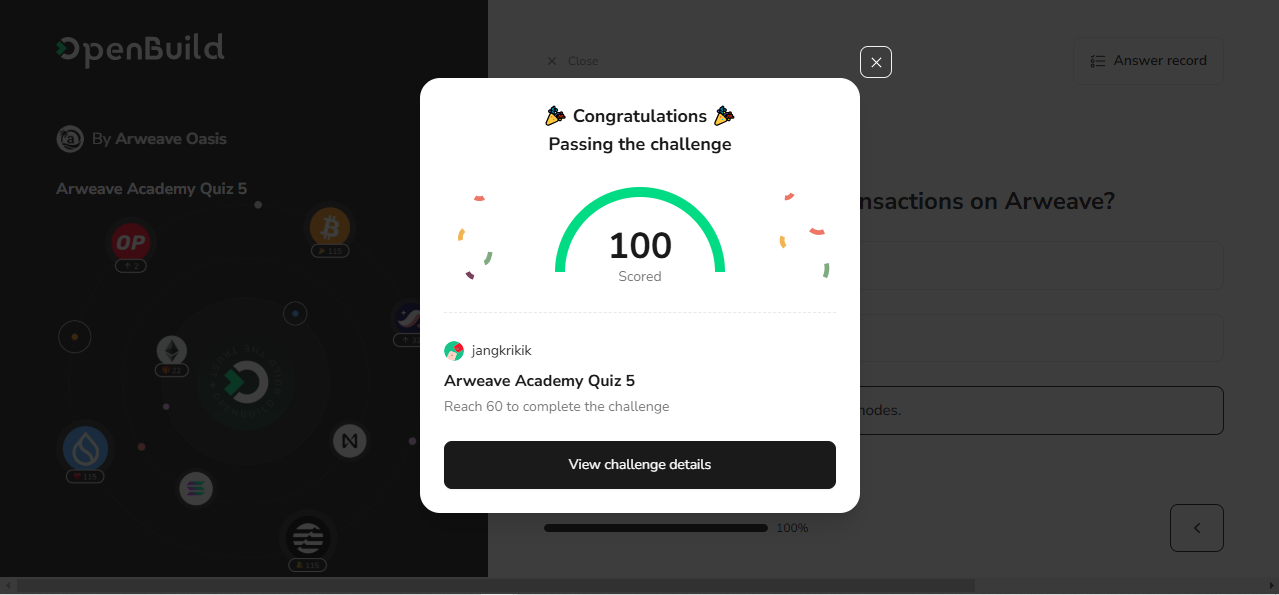 OpenBuild
By Arweave Oasis
Arweave Academy Quiz 5
OP
2
115
22
115
115
Close
Answer record
nsactions on Arweave?
nodes.
100%
Congratulations
Passing the challenge
100
Scored
jangkrikik
Arweave Academy Quiz 5
Reach 60 to complete the challenge
View challenge details